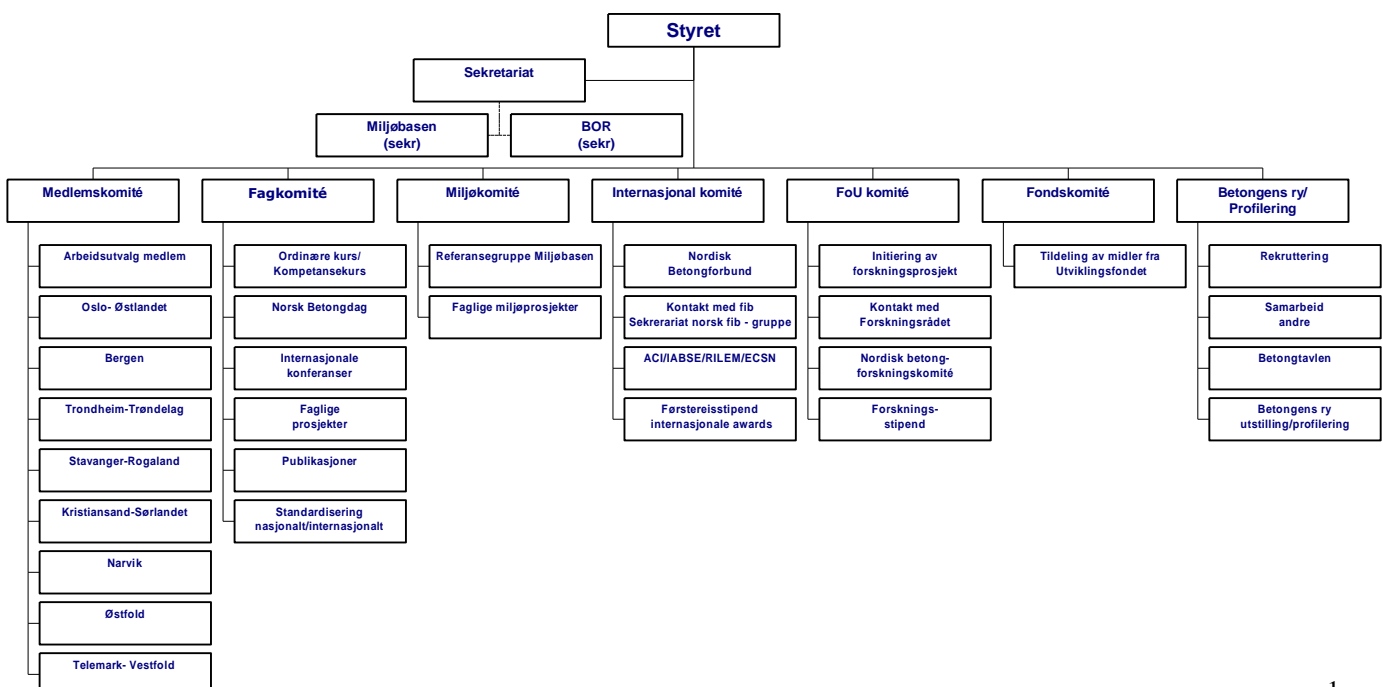 Styret
Sekretariat
Miljøbasen
(sekr)
BOR
(sekr)
Medlemskomité
Arbeidsutvalg medlem
Oslo- Østlandet
Bergen
Trondheim-Trøndelag
Stavanger-Rogaland
Kristiansand-Sørlandet
Narvik
Østfold
Telemark- Vestfold
Fagkomité
Ordinære kurs/
Kompetansekurs
Norsk Betongdag
Internasjonale
konferanser
Faglige
prosjekter
Publikasjoner
Standardisering
nasjonalt/internasjonalt
Miljøkomité
Referansegruppe Miljøbasen
Faglige miljøprosjekter
Internasjonal komité
Nordisk
Betongforbund
Kontakt med fib
Sekrerariat norsk fib - gruppe
ACI/IABSE/RILEM/ECSN
Førstereisstipend
internasjonale awards
FoU komité
Initiering av
forskningsprosjekt
Kontakt med
Forskningsrådet
Nordisk betong-
forskningskomité
Forsknings-
stipend
Fondskomité
Tildeling av midler fra
Utviklingsfondet
Betongens ry/
Profilering
Rekruttering
Samarbeid
andre
Betongtavlen
Betongens ry
utstilling/profilering
1